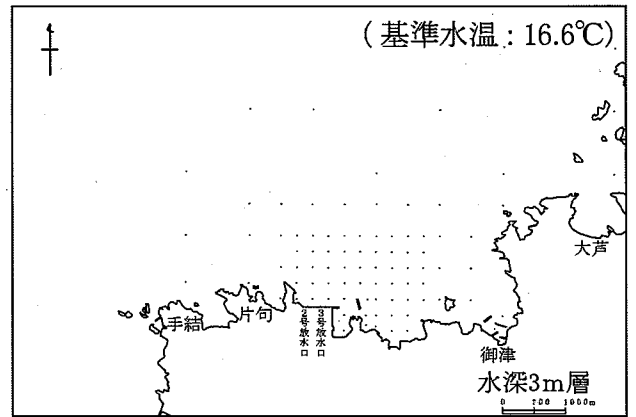 (基準水温:16.6℃)
大芦
手結
片句
2号放水口
3号放水口
御津
水深3m層
0 500 1000m